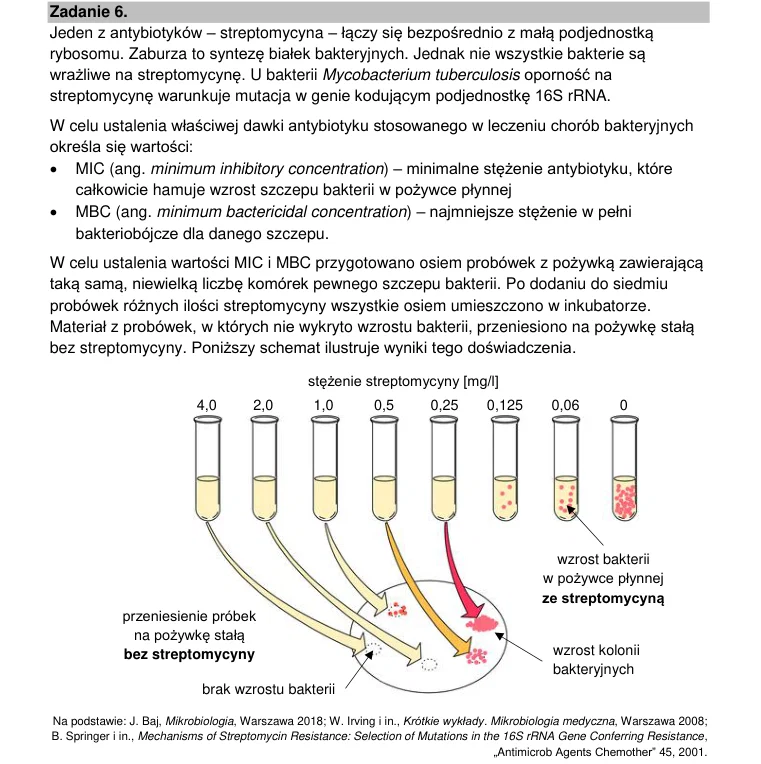 Zadanie 6.
Jeden z antybiotyków – streptomycyna – łączy się bezpośrednio z małą podjednostką
rybosomu. Zaburza to syntezę białek bakteryjnych. Jednak nie wszystkie bakterie są
wrażliwe na streptomycynę. U bakterii Mycobacterium tuberculosis oporność na
streptomycynę warunkuje mutacja w genie kodującym podjednostkę 16S rRNA.
W celu ustalenia właściwej dawki antybiotyku stosowanego w leczeniu chorób bakteryjnych
określa się wartości:
• MIC (ang. minimum inhibitory concentration) – minimalne stężenie antybiotyku, które
całkowicie hamuje wzrost szczepu bakterii w pożywce płynnej
• MBC (ang. minimum bactericidal concentration) – najmniejsze stężenie w pełni
bakteriobójcze dla danego szczepu.
W celu ustalenia wartości MIC i MBC przygotowano osiem probówek z pożywką zawierającą
taką samą, niewielką liczbę komórek pewnego szczepu bakterii. Po dodaniu do siedmiu
probówek różnych ilości streptomycyny wszystkie osiem umieszczono w inkubatorze.
Materiał z probówek, w których nie wykryto wzrostu bakterii, przeniesiono na pożywkę stałą
bez streptomycyny. Poniższy schemat ilustruje wyniki tego doświadczenia.
stężenie streptomycyny [mg/l]
4,0 2,0 1,0 0,5 0,25 0,125 0,06 0
wzrost bakterii
w pożywce płynnej
ze streptomycyną
przeniesienie próbek
na pożywkę stałą
bez streptomycyny
wzrost kolonii
bakteryjnych
brak wzrostu bakterii
Na podstawie: J. Baj, Mikrobiologia, Warszawa 2018; W. Irving i in., Krótkie wykłady. Mikrobiologia medyczna, Warszawa 2008;
B. Springer i in., Mechanisms of Streptomycin Resistance: Selection of Mutations in the 16S rRNA Gene Conferring Resistance,
„Antimicrob Agents Chemother” 45, 2001.